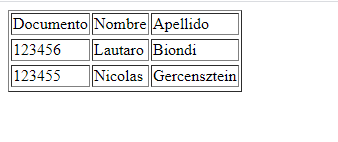 Documento Nombre Apellido
123456 Lautaro Biondi
123455 Nicolas Gercensztein